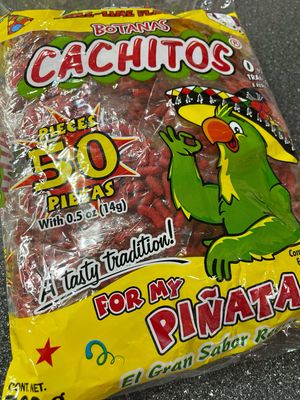 BOTANAS
CACHITOS®
PIECES
50
PIEZAS
With 0.5 oz (14g)
A tasty tradition!
FOR MY
PIÑATA
El Gran Sabor
CONT. NET.